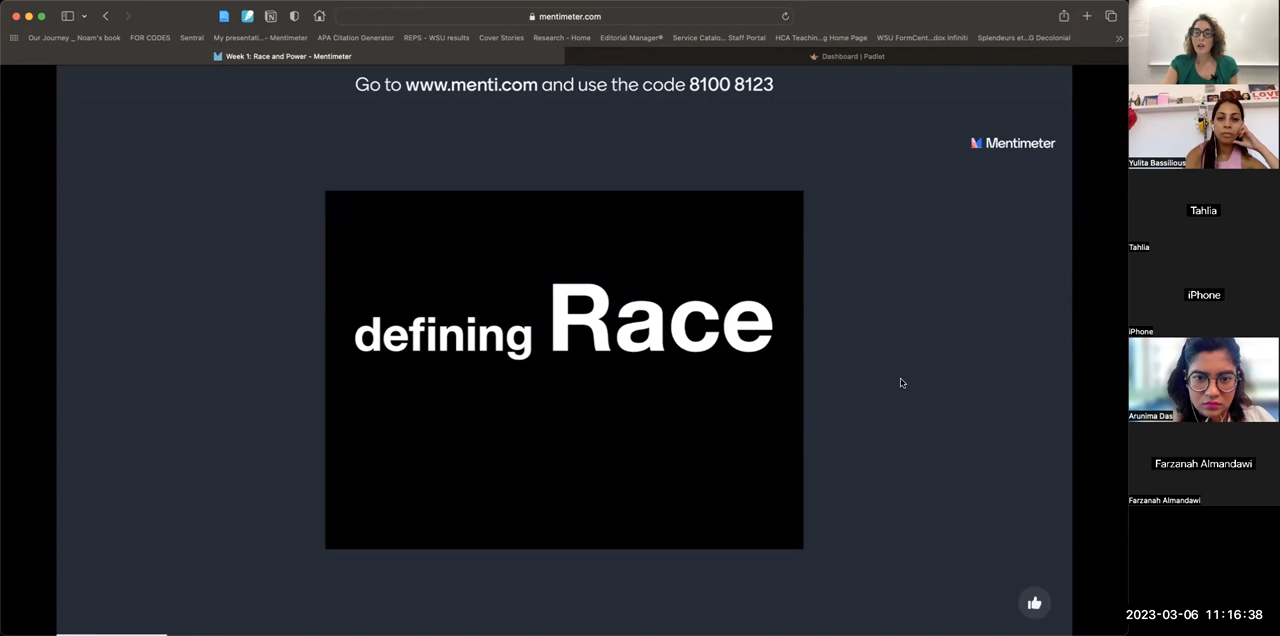 mentimeter.com
Our Journey _ Noam's book FOR CODES Sentral My presentati...- Mentimeter APA Citation Generator REPS - WSU results Cover Stories Research - Home Editorial Manager® Service Catalo... Staff Portal HCA Teachin...g Home Page WSU FormCent...dox Infiniti Splendeurs et...G Decolonial
Week 1: Race and Power - Mentimeter Dashboard | Padlet
Go to www.menti.com and use the code 8100 8123
Mentimeter
defining Race
LOVE
Yulita Bassilious
Tahlia
Tahlia
iPhone
iPhone
Arunima Das
Farzanah Almandawi
Farzanah Almandawi
2023-03-06 11:16:38